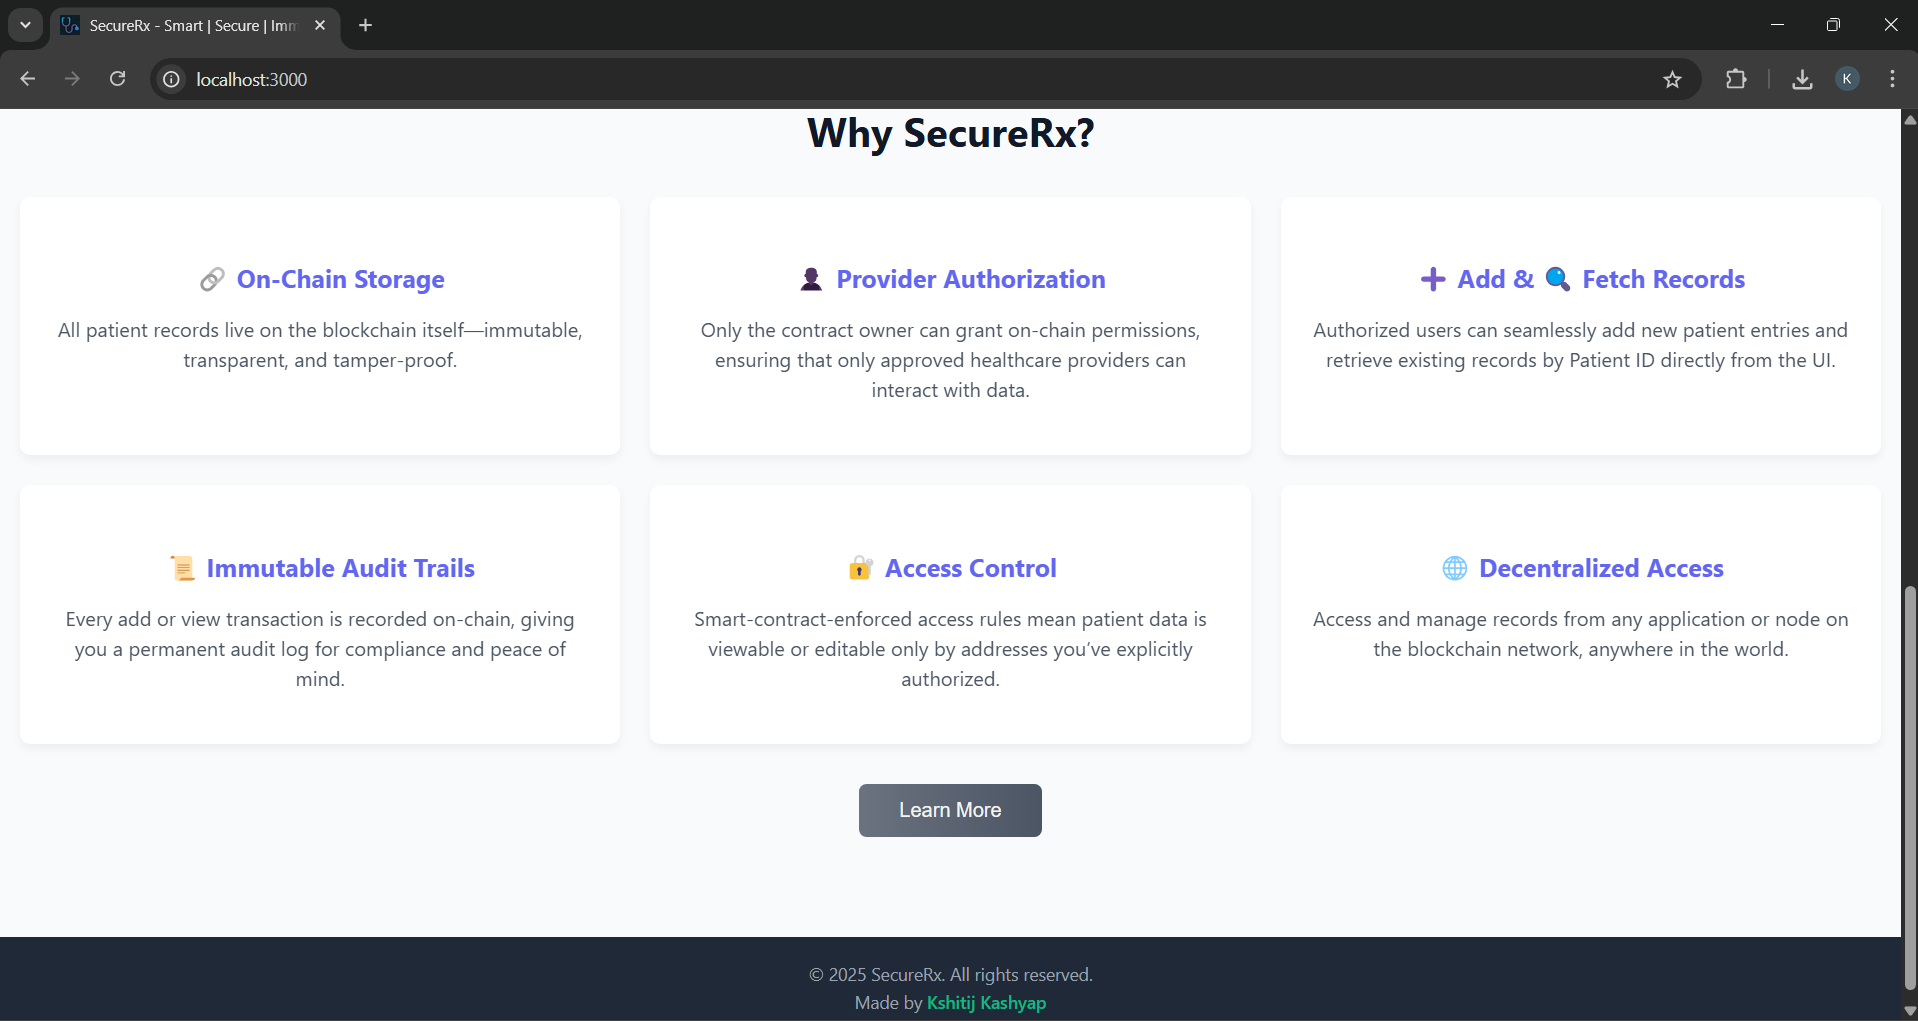 SecureRx - Smart | Secure | Imm
localhost:3000
K
Why SecureRx?
🔗 On-Chain Storage
All patient records live on the blockchain itself—immutable,
transparent, and tamper-proof.
👤 Provider Authorization
Only the contract owner can grant on-chain permissions,
ensuring that only approved healthcare providers can
interact with data.
➕ Add & 🔍 Fetch Records
Authorized users can seamlessly add new patient entries and
retrieve existing records by Patient ID directly from the UI.
📜 Immutable Audit Trails
Every add or view transaction is recorded on-chain, giving
you a permanent audit log for compliance and peace of
mind.
🔐 Access Control
Smart-contract-enforced access rules mean patient data is
viewable or editable only by addresses you’ve explicitly
authorized.
🌐 Decentralized Access
Access and manage records from any application or node on
the blockchain network, anywhere in the world.
Learn More
© 2025 SecureRx. All rights reserved.
Made by Kshitij Kashyap